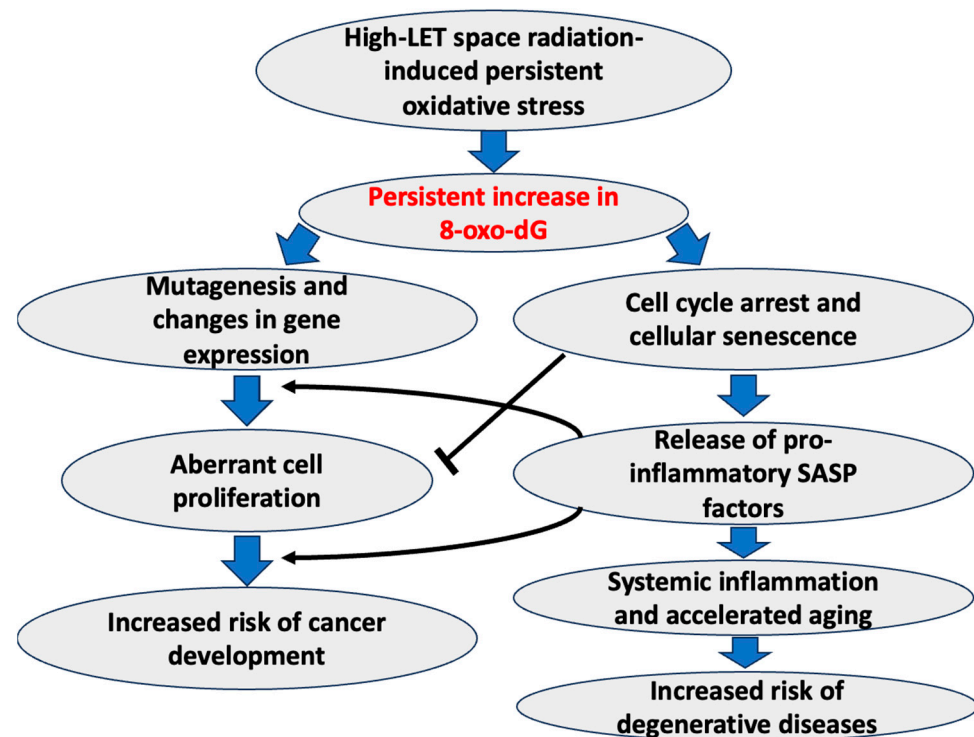 High-LET space radiation-
induced persistent
oxidative stress
Persistent increase in
8-oxo-dG
Mutagenesis and
changes in gene
expression
Cell cycle arrest and
cellular senescence
Aberrant cell
proliferation
Release of pro-
inflammatory SASP
factors
Increased risk of cancer
development
Systemic inflammation
and accelerated aging
Increased risk of
degenerative diseases